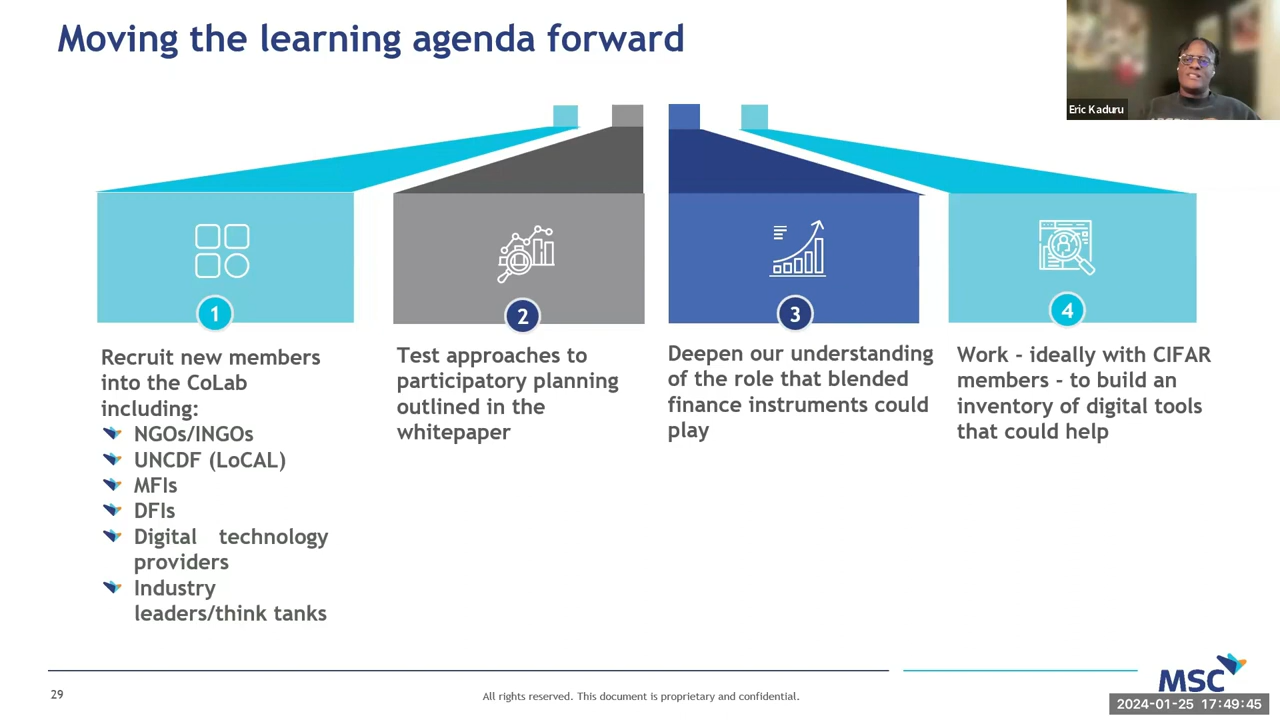 Moving the learning agenda forward
Eric Kaduru
1
Recruit new members
into the CoLab
including:
NGOs/INGOs
UNCDF (LoCAL)
MFIs
DFIs
Digital technology
providers
Industry
leaders/think tanks
2
Test approaches to
participatory planning
outlined in the
whitepaper
3
Deepen our understanding
of the role that blended
finance instruments could
play
4
Work - ideally with CIFAR
members - to build an
inventory of digital tools
that could help
29
All rights reserved. This document is proprietary and confidential.
MSC
2024-01-25 17:49:45